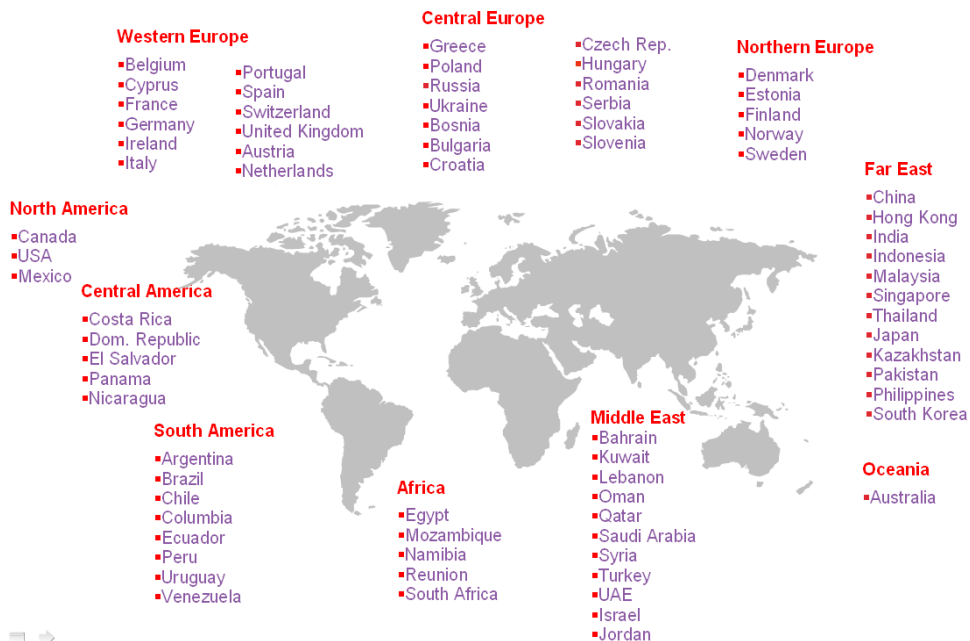 Western Europe
Belgium
Cyprus
France
Germany
Ireland
Italy
Portugal
Spain
Switzerland
United Kingdom
Austria
Netherlands
Central Europe
Greece
Poland
Russia
Ukraine
Bosnia
Bulgaria
Croatia
Czech Rep.
Hungary
Romania
Serbia
Slovakia
Slovenia
Northern Europe
Denmark
Estonia
Finland
Norway
Sweden
Far East
China
Hong Kong
India
Indonesia
Malaysia
Singapore
Thailand
Japan
Kazakhstan
Pakistan
Philippines
South Korea
North America
Canada
USA
Mexico
Central America
Costa Rica
Dom. Republic
El Salvador
Panama
Nicaragua
South America
Argentina
Brazil
Chile
Columbia
Ecuador
Peru
Uruguay
Venezuela
Africa
Egypt
Mozambique
Namibia
Reunion
South Africa
Middle East
Bahrain
Kuwait
Lebanon
Oman
Qatar
Saudi Arabia
Syria
Turkey
UAE
Israel
Jordan
Oceania
Australia